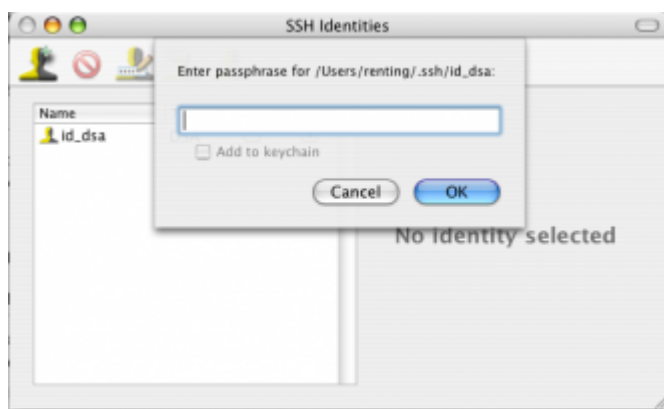 SSH Identities
Enter passphrase for /Users/renting/.ssh/id_dsa:
Add to keychain
Cancel
OK
Name
id_dsa
No identity selected